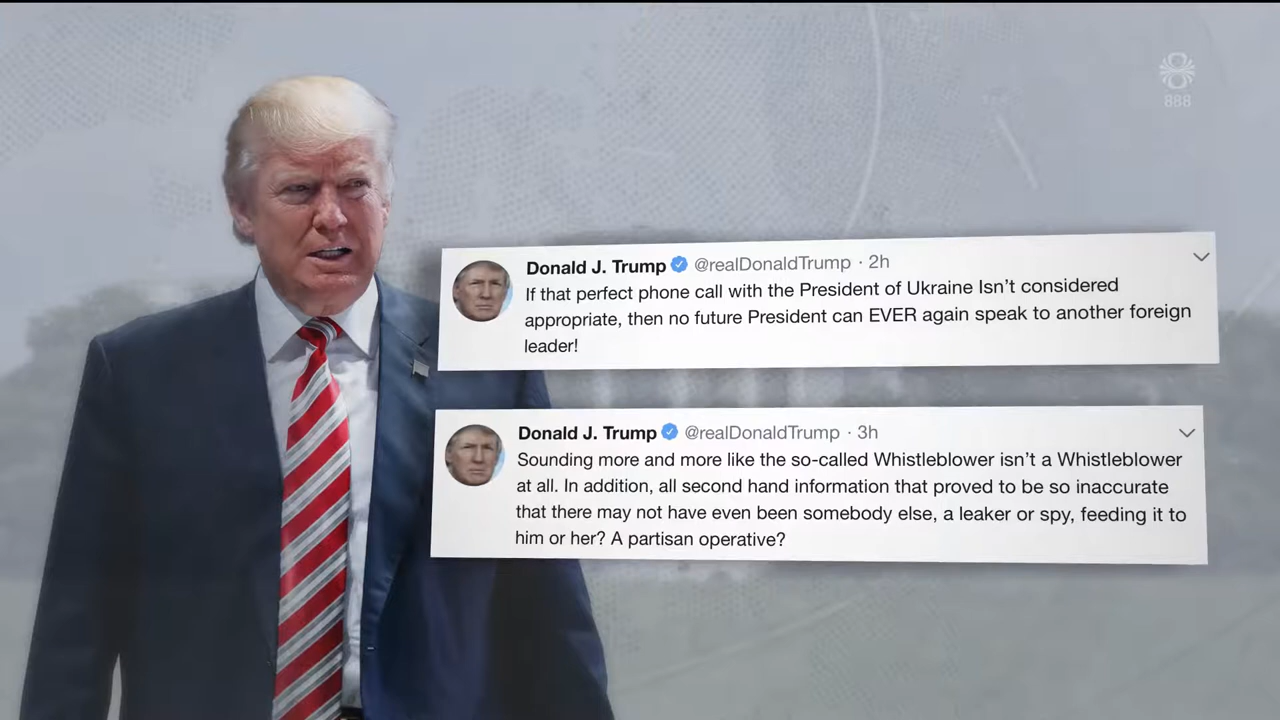 888
Donald J. Trump @realDonaldTrump · 2h
If that perfect phone call with the President of Ukraine Isn't considered
appropriate, then no future President can EVER again speak to another foreign
leader!
Donald J. Trump @realDonaldTrump · 3h
Sounding more and more like the so-called Whistleblower isn't a Whistleblower
at all. In addition, all second hand information that proved to be so inaccurate
that there may not have even been somebody else, a leaker or spy, feeding it to
him or her? A partisan operative?